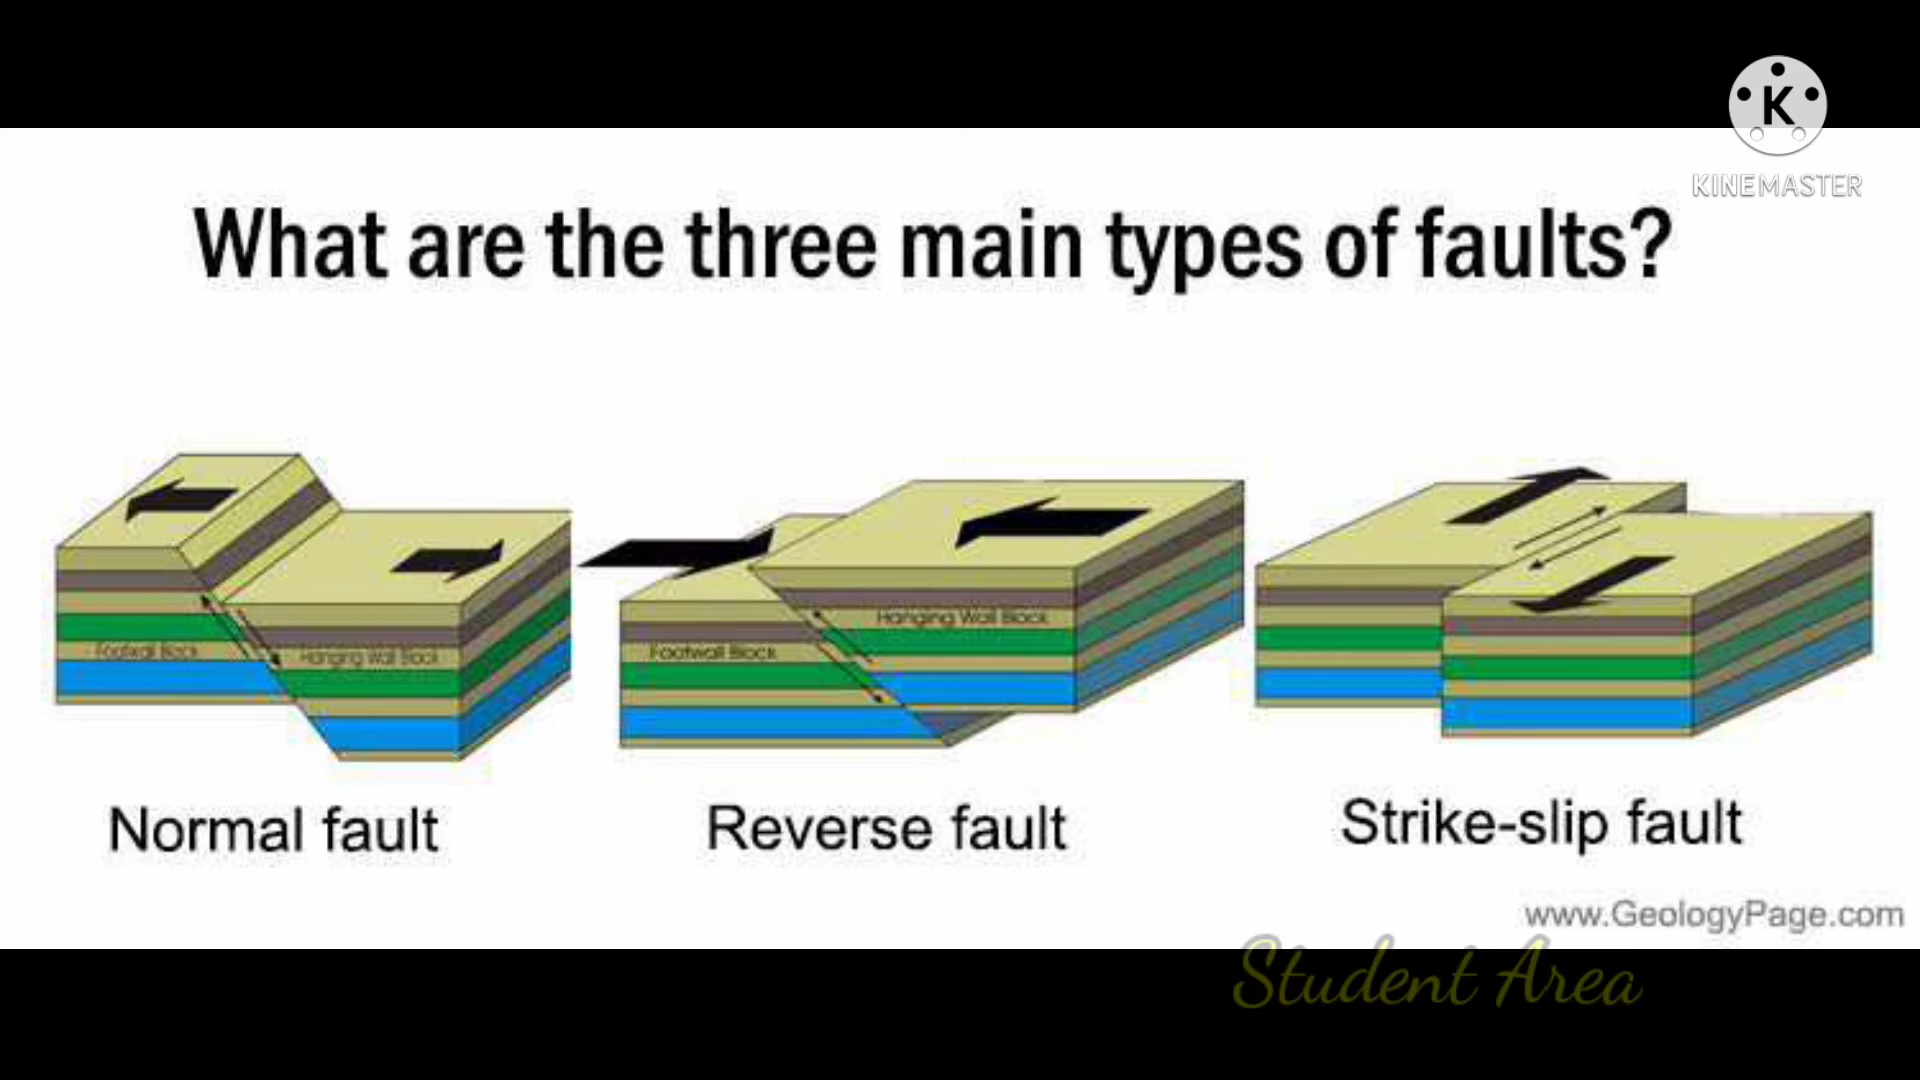 K
KINEMASTER
What are the three main types of faults?
Footwall Block
Hanging Wall Block
Hanging Wall Block
Footwall Block
Normal fault
Reverse fault
Strike-slip fault
www.GeologyPage.com
Student Area